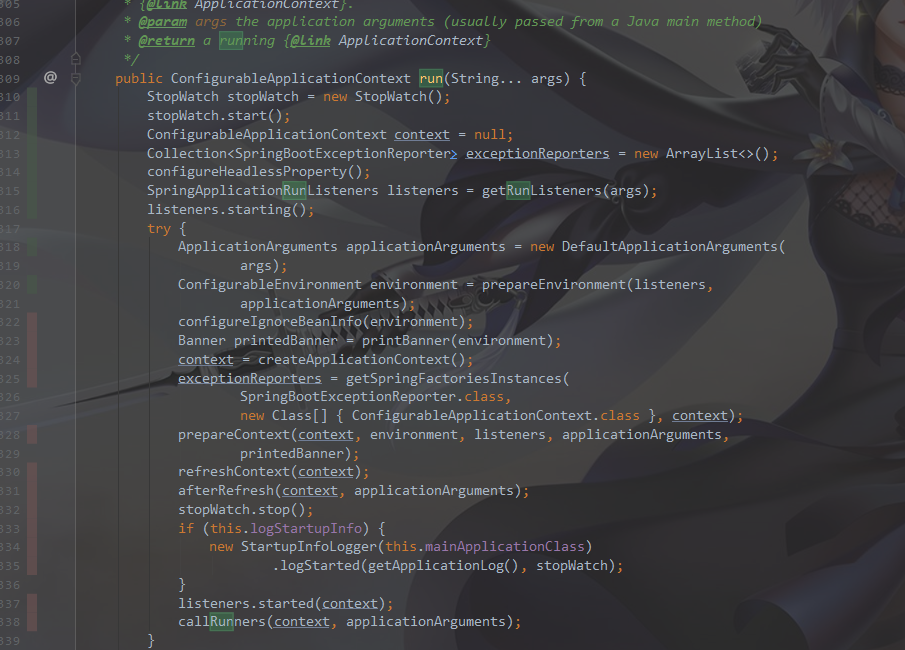 305 * {@link ApplicationContext}.
306 * @param args the application arguments (usually passed from a Java main method)
307 * @return a running {@link ApplicationContext}
308 */
309 @ public ConfigurableApplicationContext run(String... args) {
310 StopWatch stopWatch = new StopWatch();
311 stopWatch.start();
312 ConfigurableApplicationContext context = null;
313 Collection<SpringBootExceptionReporter> exceptionReporters = new ArrayList<>();
314 configureHeadlessProperty();
315 SpringApplicationRunListeners listeners = getRunListeners(args);
316 listeners.starting();
317 try {
318 ApplicationArguments applicationArguments = new DefaultApplicationArguments(
319 args);
320 ConfigurableEnvironment environment = prepareEnvironment(listeners,
321 applicationArguments);
322 configureIgnoreBeanInfo(environment);
323 Banner printedBanner = printBanner(environment);
324 context = createApplicationContext();
325 exceptionReporters = getSpringFactoriesInstances(
326 SpringBootExceptionReporter.class,
327 new Class[] { ConfigurableApplicationContext.class }, context);
328 prepareContext(context, environment, listeners, applicationArguments,
329 printedBanner);
330 refreshContext(context);
331 afterRefresh(context, applicationArguments);
332 stopWatch.stop();
333 if (this.logStartupInfo) {
334 new StartupInfoLogger(this.mainApplicationClass)
335 .logStarted(getApplicationLog(), stopWatch);
336 }
337 listeners.started(context);
338 callRunners(context, applicationArguments);
339 }